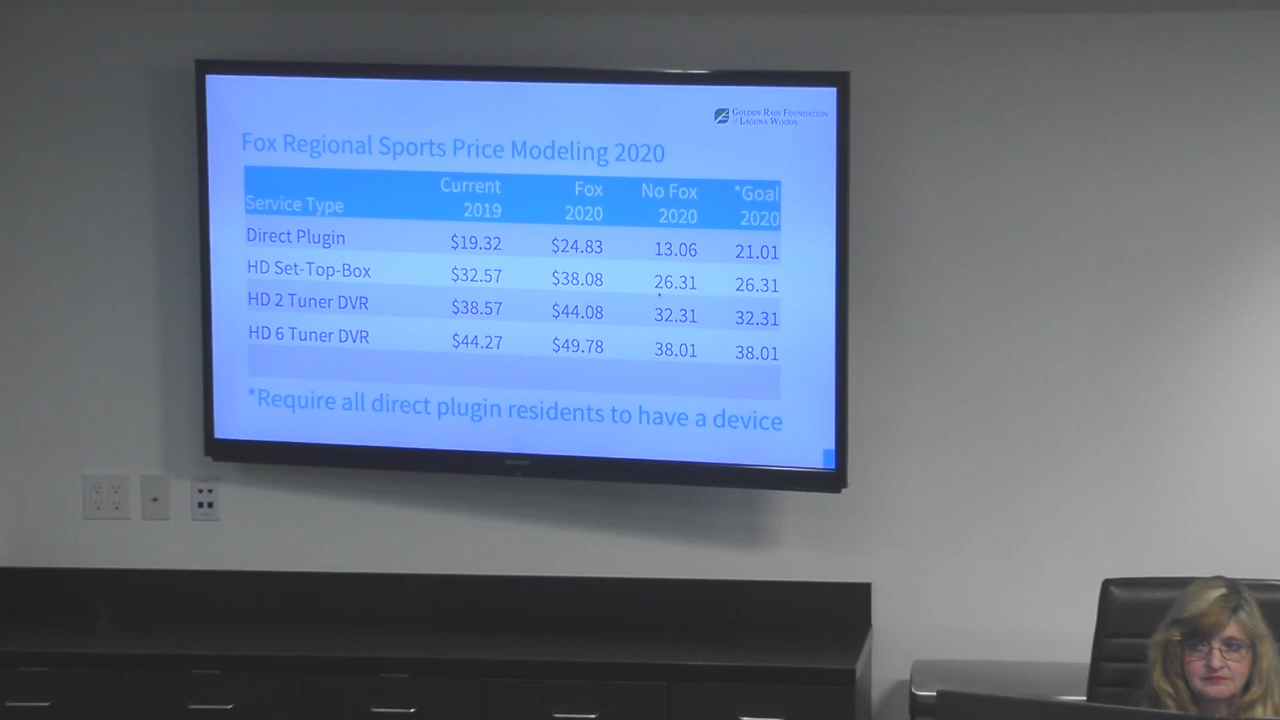 GOLDEN RAIN FOUNDATION
of LAGUNA WOODS
Fox Regional Sports Price Modeling 2020
Service Type Current 2019 Fox 2020 No Fox 2020 *Goal 2020
Direct Plugin $19.32 $24.83 13.06 21.01
HD Set-Top-Box $32.57 $38.08 26.31 26.31
HD 2 Tuner DVR $38.57 $44.08 32.31 32.31
HD 6 Tuner DVR $44.27 $49.78 38.01 38.01
*Require all direct plugin residents to have a device